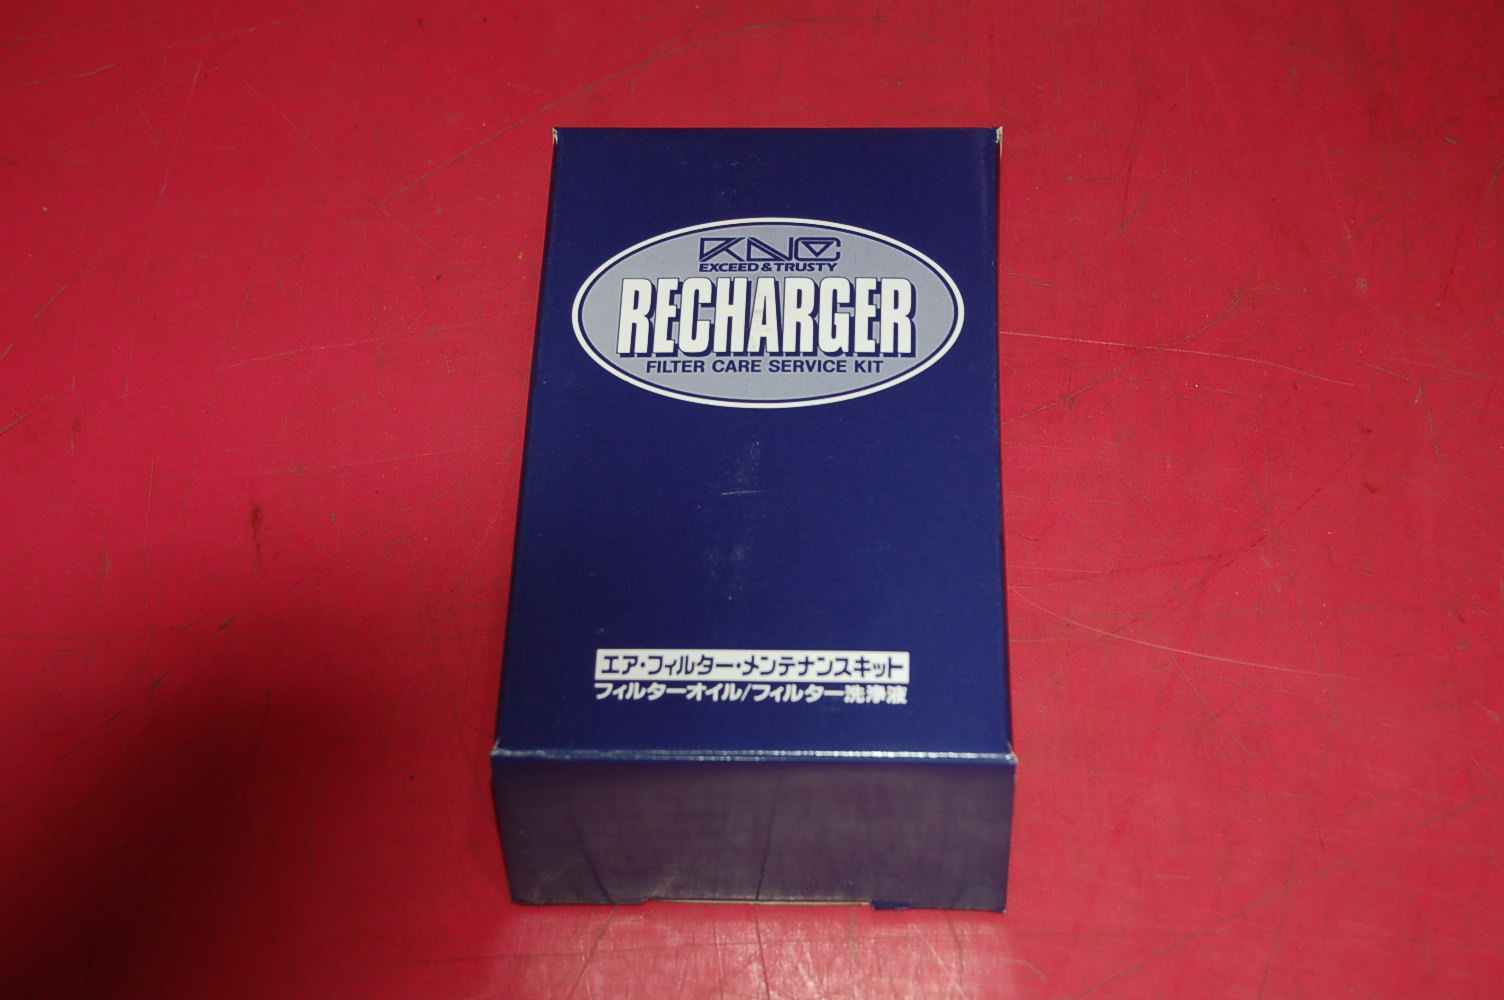 RNC
EXCEED & TRUSTY
RECHARGER
FILTER CARE SERVICE KIT
エア・フィルター・メンテナンスキット
フィルターオイル/フィルター洗浄液